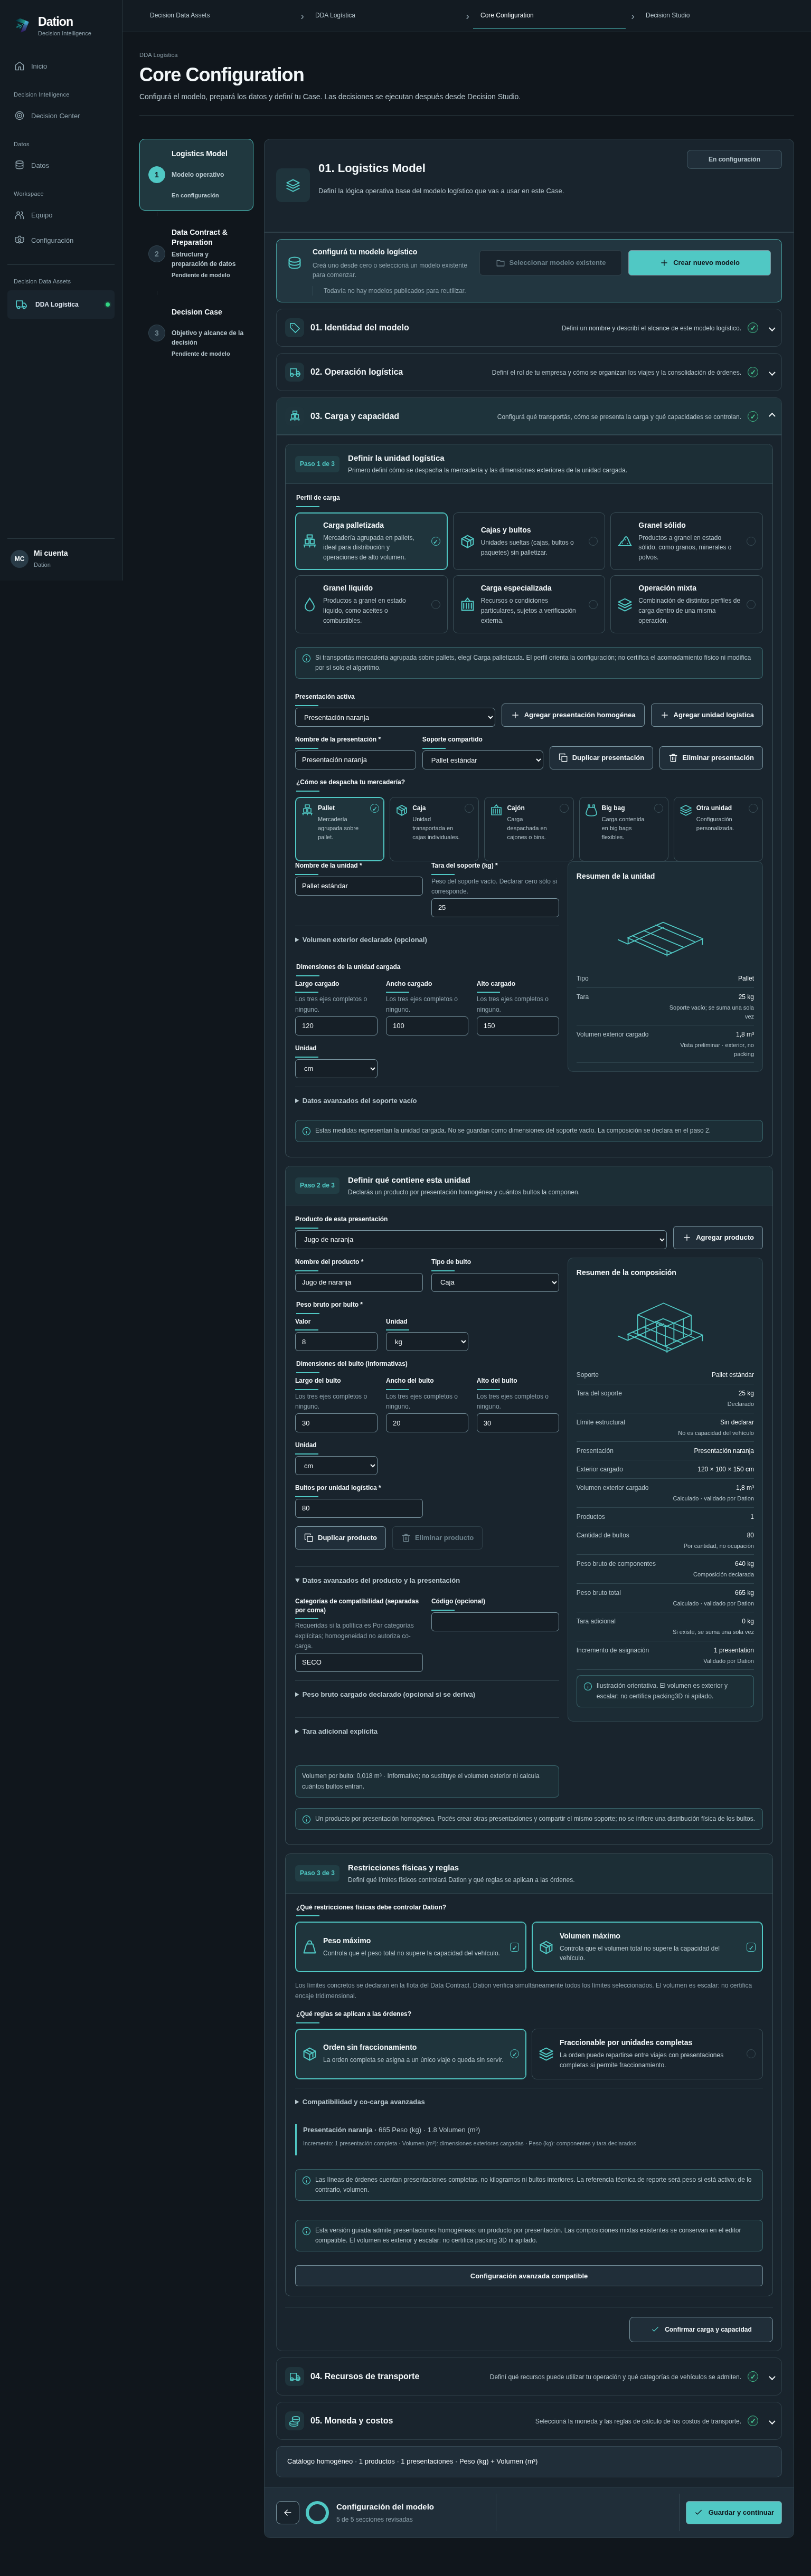 Dation
Decision Intelligence
Inicio
Decision Intelligence
Decision Center
Datos
Datos
Workspace
Equipo
Configuración
Decision Data Assets
DDA Logística
MC
Mi cuenta
Dation
Decision Data Assets
DDA Logística
Core Configuration
Decision Studio
DDA Logística
Core Configuration
Configurá el modelo, prepará los datos y definí tu Case. Las decisiones se ejecutan después desde Decision Studio.
1
Logistics Model
Modelo operativo
En configuración
2
Data Contract &
Preparation
Estructura y
preparación de datos
Pendiente de modelo
3
Decision Case
Objetivo y alcance de la
decisión
Pendiente de modelo
01. Logistics Model
Definí la lógica operativa base del modelo logístico que vas a usar en este Case.
En configuración
Configurá tu modelo logístico
Creá uno desde cero o seleccioná un modelo existente
para comenzar.
Todavía no hay modelos publicados para reutilizar.
Seleccionar modelo existente
Crear nuevo modelo
01. Identidad del modelo
Definí un nombre y describí el alcance de este modelo logístico.
02. Operación logística
Definí el rol de tu empresa y cómo se organizan los viajes y la consolidación de órdenes.
03. Carga y capacidad
Configurá qué transportás, cómo se presenta la carga y qué capacidades se controlan.
Paso 1 de 3
Definir la unidad logística
Primero definí cómo se despacha la mercadería y las dimensiones exteriores de la unidad cargada.
Perfil de carga
Carga palletizada
Mercadería agrupada en pallets,
ideal para distribución y
operaciones de alto volumen.
Cajas y bultos
Unidades sueltas (cajas, bultos o
paquetes) sin palletizar.
Granel sólido
Productos a granel en estado
sólido, como granos, minerales o
polvos.
Granel líquido
Productos a granel en estado
líquido, como aceites o
combustibles.
Carga especializada
Recursos o condiciones
particulares, sujetos a verificación
externa.
Operación mixta
Combinación de distintos perfiles de
carga dentro de una misma
operación.
Si transportás mercadería agrupada sobre pallets, elegí Carga palletizada. El perfil orienta la configuración; no certifica el acomodamiento físico ni modifica
por sí solo el algoritmo.
Presentación activa
Presentación naranja
Agregar presentación homogénea
Agregar unidad logística
Nombre de la presentación *
Presentación naranja
Soporte compartido
Pallet estándar
Duplicar presentación
Eliminar presentación
¿Cómo se despacha tu mercadería?
Pallet
Mercadería
agrupada sobre
pallet.
Caja
Unidad
transportada en
cajas individuales.
Cajón
Carga
despachada en
cajones o bins.
Big bag
Carga contenida
en big bags
flexibles.
Otra unidad
Configuración
personalizada.
Nombre de la unidad *
Pallet estándar
Tara del soporte (kg) *
Peso del soporte vacío. Declarar cero sólo si
corresponde.
25
Volumen exterior declarado (opcional)
Dimensiones de la unidad cargada
Largo cargado
Los tres ejes completos o
ninguno.
120
Ancho cargado
Los tres ejes completos o
ninguno.
100
Alto cargado
Los tres ejes completos o
ninguno.
150
Unidad
cm
Datos avanzados del soporte vacío
Resumen de la unidad
Tipo
Pallet
Tara
25 kg
Soporte vacío; se suma una sola
vez
Volumen exterior cargado
1,8 m³
Vista preliminar · exterior, no
packing
Estas medidas representan la unidad cargada. No se guardan como dimensiones del soporte vacío. La composición se declara en el paso 2.
Paso 2 de 3
Definir qué contiene esta unidad
Declarás un producto por presentación homogénea y cuántos bultos la componen.
Producto de esta presentación
Jugo de naranja
Agregar producto
Nombre del producto *
Jugo de naranja
Tipo de bulto
Caja
Peso bruto por bulto *
Valor
8
Unidad
kg
Dimensiones del bulto (informativas)
Largo del bulto
Los tres ejes completos o
ninguno.
30
Ancho del bulto
Los tres ejes completos o
ninguno.
20
Alto del bulto
Los tres ejes completos o
ninguno.
30
Unidad
cm
Bultos por unidad logística *
80
Duplicar producto
Eliminar producto
Datos avanzados del producto y la presentación
Categorías de compatibilidad (separadas
por coma)
Requeridas si la política es Por categorías
explícitas; homogeneidad no autoriza co-
carga.
SECO
Código (opcional)
Peso bruto cargado declarado (opcional si se deriva)
Tara adicional explícita
Volumen por bulto: 0,018 m³ · Informativo; no sustituye el volumen exterior ni calcula
cuántos bultos entran.
Resumen de la composición
Soporte
Pallet estándar
Tara del soporte
25 kg
Declarado
Límite estructural
Sin declarar
No es capacidad del vehículo
Presentación
Presentación naranja
Exterior cargado
120 × 100 × 150 cm
Volumen exterior cargado
1,8 m³
Calculado · validado por Dation
Productos
1
Cantidad de bultos
80
Por cantidad, no ocupación
Peso bruto de componentes
640 kg
Composición declarada
Peso bruto total
665 kg
Calculado · validado por Dation
Tara adicional
0 kg
Si existe, se suma una sola vez
Incremento de asignación
1 presentation
Validado por Dation
Ilustración orientativa. El volumen es exterior y
escalar: no certifica packing3D ni apilado.
Un producto por presentación homogénea. Podés crear otras presentaciones y compartir el mismo soporte; no se infiere una distribución física de los bultos.
Paso 3 de 3
Restricciones físicas y reglas
Definí qué límites físicos controlará Dation y qué reglas se aplican a las órdenes.
¿Qué restricciones físicas debe controlar Dation?
Peso máximo
Controla que el peso total no supere la capacidad del vehículo.
Volumen máximo
Controla que el volumen total no supere la capacidad del
vehículo.
Los límites concretos se declaran en la flota del Data Contract. Dation verifica simultáneamente todos los límites seleccionados. El volumen es escalar: no certifica
encaje tridimensional.
¿Qué reglas se aplican a las órdenes?
Orden sin fraccionamiento
La orden completa se asigna a un único viaje o queda sin servir.
Fraccionable por unidades completas
La orden puede repartirse entre viajes con presentaciones
completas si permite fraccionamiento.
Compatibilidad y co-carga avanzadas
Presentación naranja · 665 Peso (kg) · 1.8 Volumen (m³)
Incremento: 1 presentación completa · Volumen (m³): dimensiones exteriores cargadas · Peso (kg): componentes y tara declarados
Las líneas de órdenes cuentan presentaciones completas, no kilogramos ni bultos interiores. La referencia técnica de reporte será peso si está activo; de lo
contrario, volumen.
Esta versión guiada admite presentaciones homogéneas: un producto por presentación. Las composiciones mixtas existentes se conservan en el editor
compatible. El volumen es exterior y escalar: no certifica packing 3D ni apilado.
Configuración avanzada compatible
Confirmar carga y capacidad
04. Recursos de transporte
Definí qué recursos puede utilizar tu operación y qué categorías de vehículos se admiten.
05. Moneda y costos
Seleccioná la moneda y las reglas de cálculo de los costos de transporte.
Catálogo homogéneo · 1 productos · 1 presentaciones · Peso (kg) + Volumen (m³)
Configuración del modelo
5 de 5 secciones revisadas
Guardar y continuar